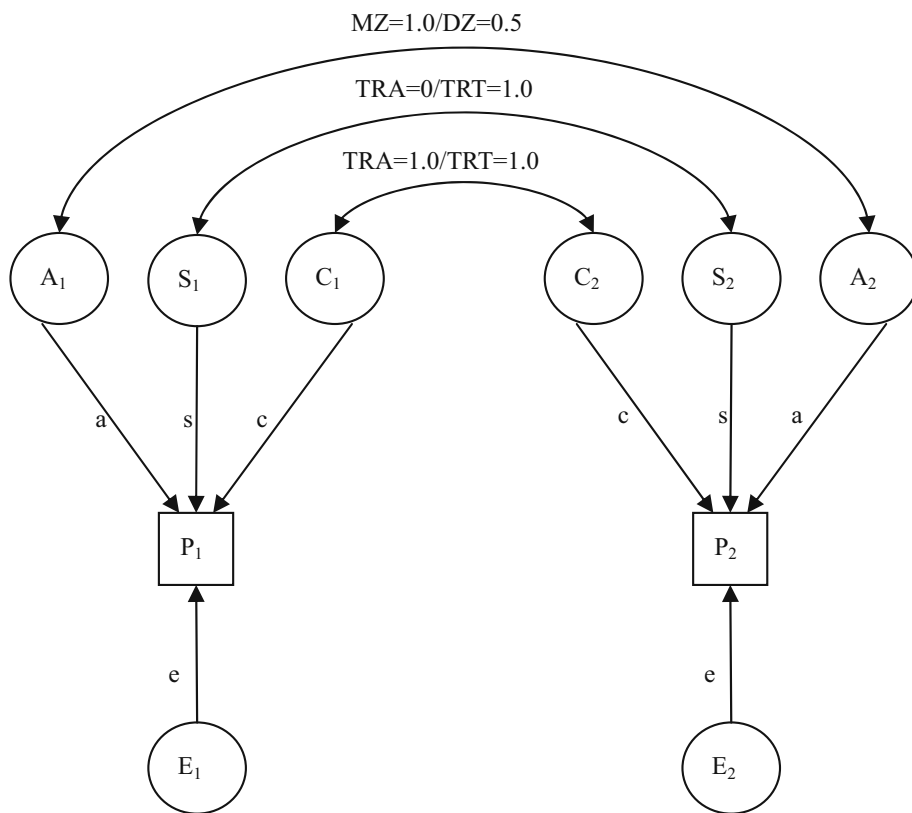 MZ=1.0/DZ=0.5
TRA=0/TRT=1.0
TRA=1.0/TRT=1.0
A₁ S₁ C₁ C₂ S₂ A₂
a s c c s a
P₁ P₂
e e
E₁ E₂